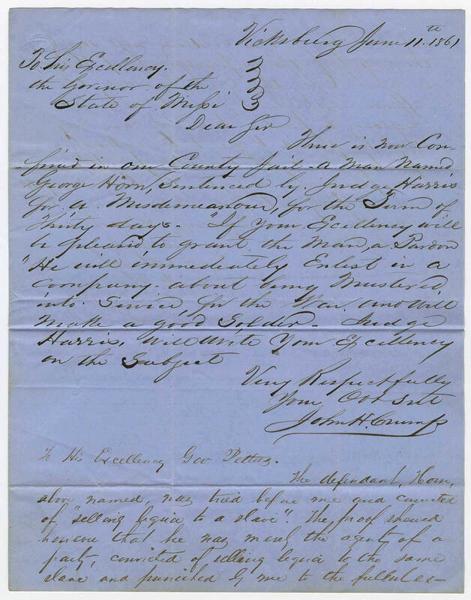 Vicksburg June 11th 1861
To His Excellency.
the Govinor of the
State of Missi
Dear Sir
There is now Con-
fined in our County jail - a Man Named
George Horn, Sentenced by Judge Harris
for a Misdemeanour, for the Term of
Thirty days - "If Your Excellency will
be pleased to grant the Man, a Pardon
"He will immediately Enlist in a
Company about being Mustered,
into Service for the War and will
Make a good Soldier - Judge
Harris, will write Your Excellency
on the Subject
Very Respectfully
Your Obt Svt
John H. Crump
To His Excellency Gov Pettus.
The defendant, Horn,
above named, was tried before me and convicted
of "selling liquor to a slave". The proof showed
however that he was merely the agent of a
party, convicted of selling liquor to the same
slave and punished by me to the fullest ex-